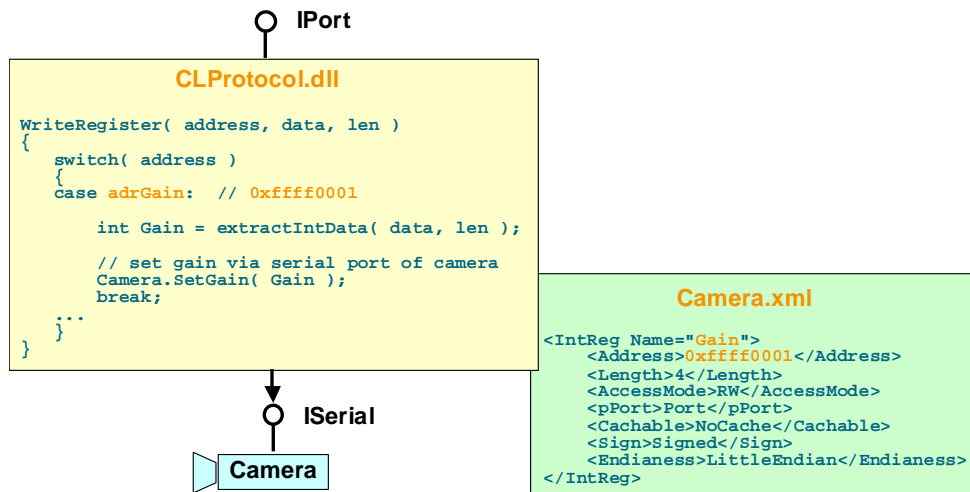 IPort
CLProtocol.dll
WriteRegister( address, data, len )
{
switch( address )
{
case adrGain:  // 0xffff0001
int Gain = extractIntData( data, len );
// set gain via serial port of camera
Camera.SetGain( Gain );
break;
...
}
}
ISerial
Camera
Camera.xml
<IntReg Name="Gain">
<Address>0xffff0001</Address>
<Length>4</Length>
<AccessMode>RW</AccessMode>
<pPort>Port</pPort>
<Cachable>NoCache</Cachable>
<Sign>Signed</Sign>
<Endianess>LittleEndian</Endianess>
</IntReg>